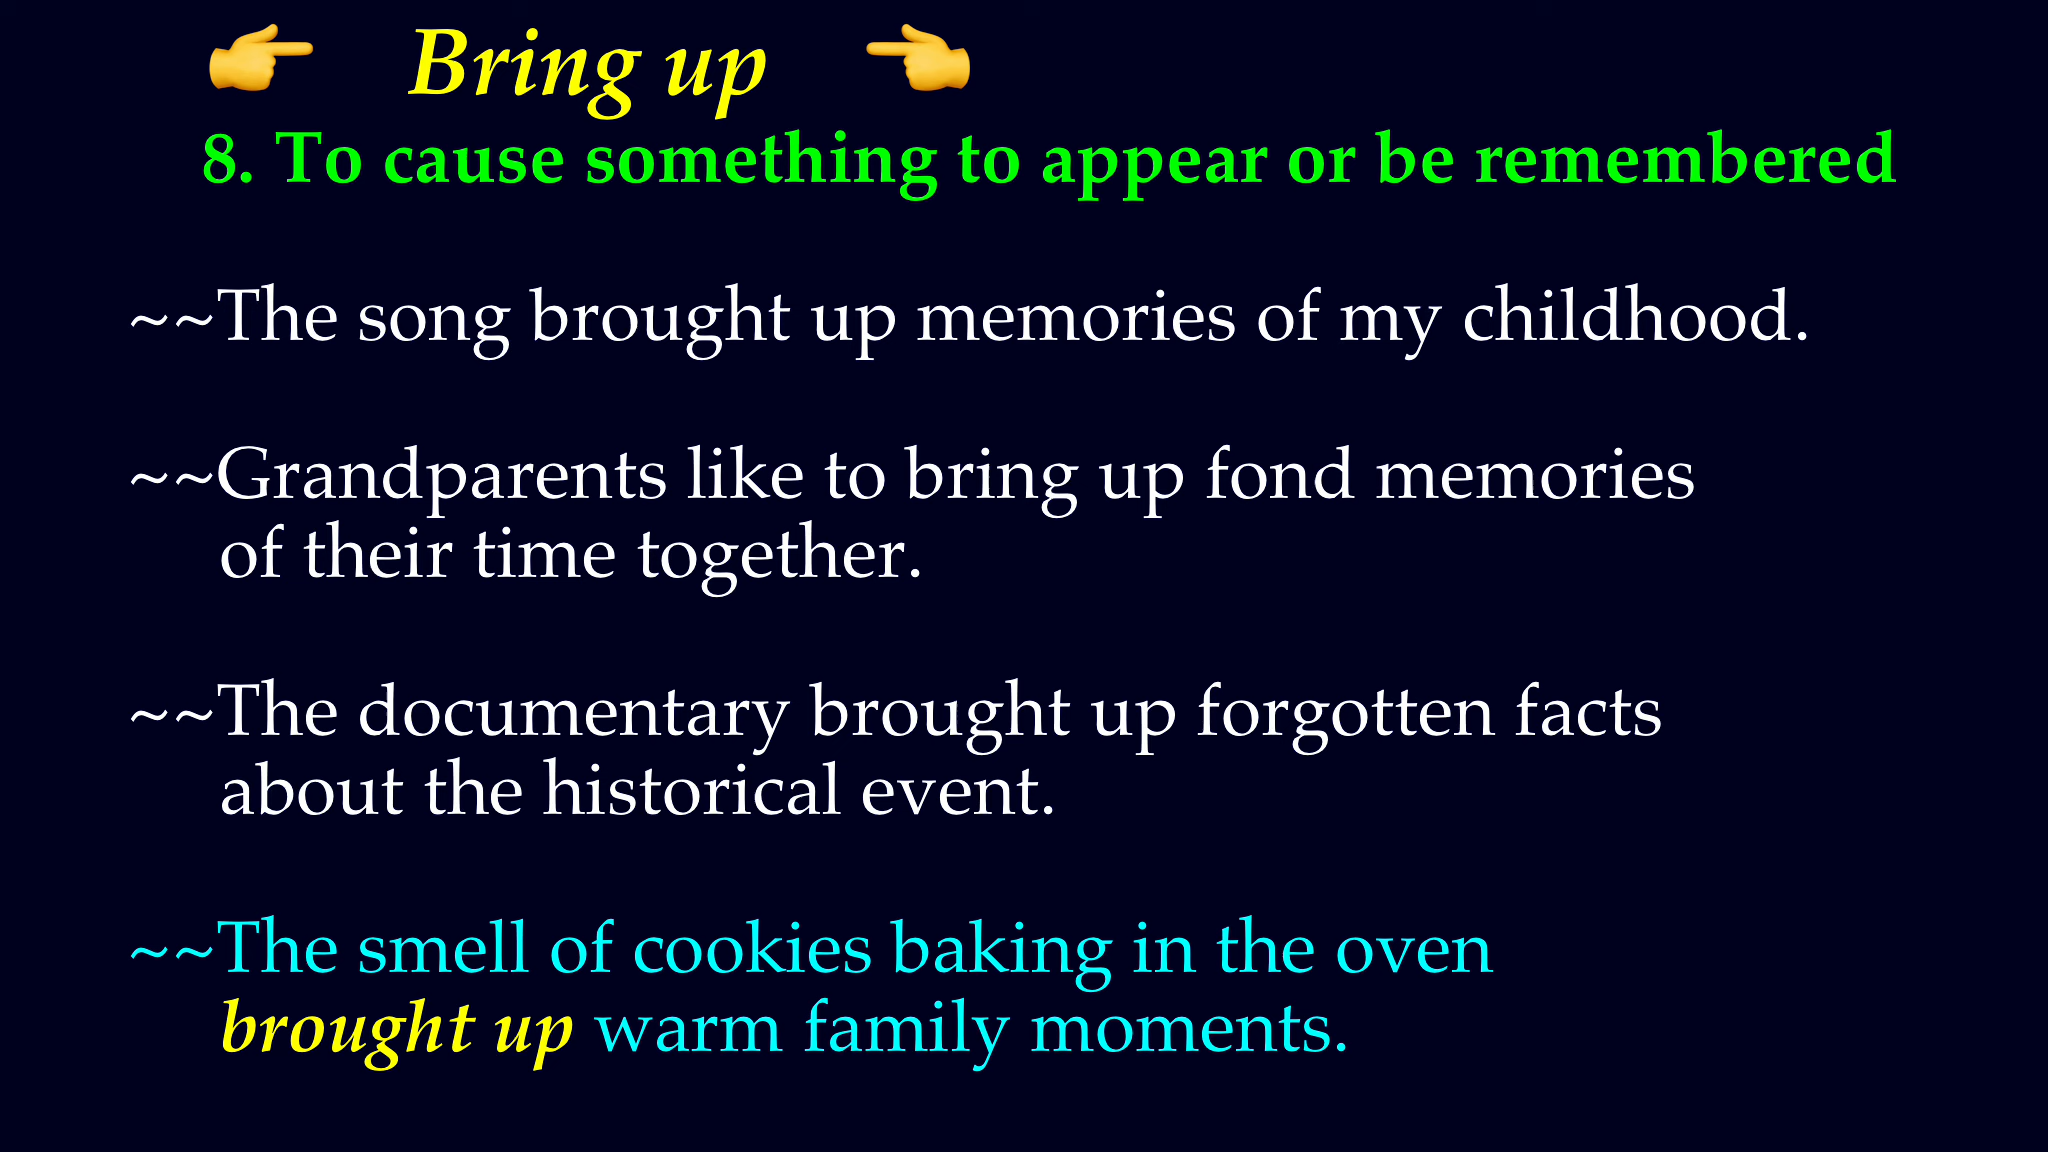 👉 Bring up 👈
8. To cause something to appear or be remembered
~~The song brought up memories of my childhood.
~~Grandparents like to bring up fond memories
of their time together.
~~The documentary brought up forgotten facts
about the historical event.
~~The smell of cookies baking in the oven
brought up warm family moments.